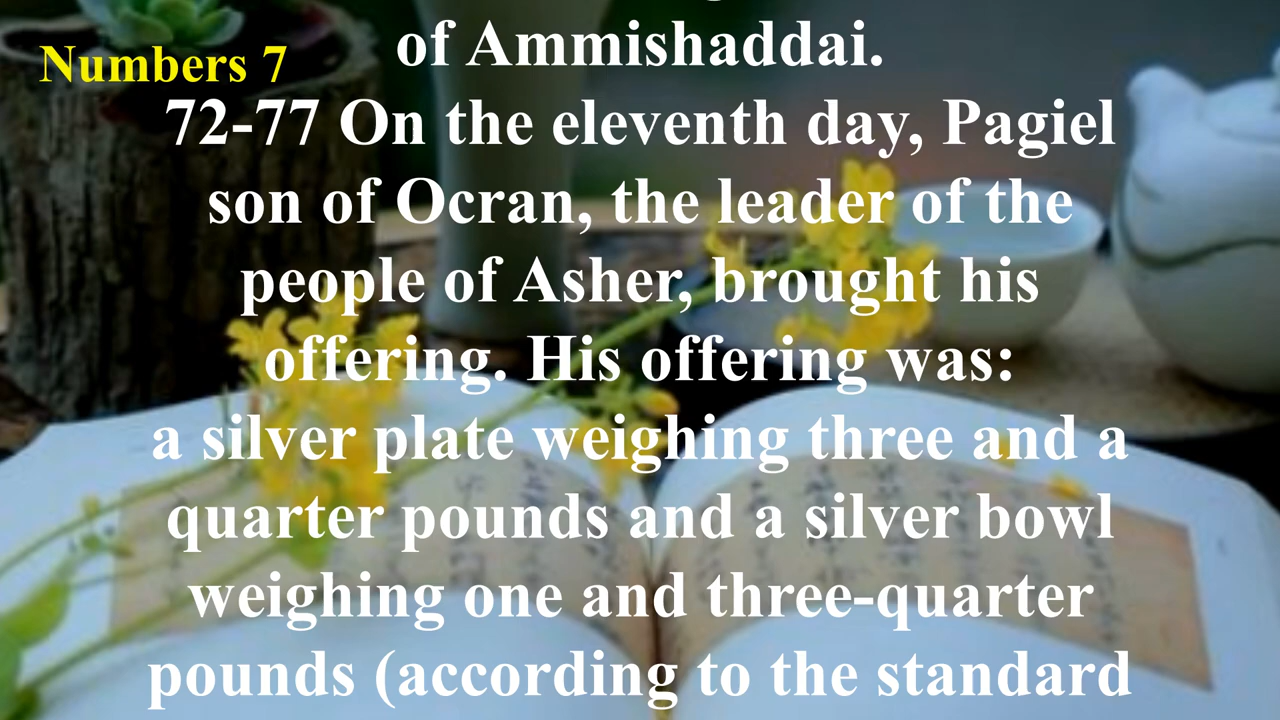 Numbers 7
of Ammishaddai.
72-77 On the eleventh day, Pagiel
son of Ocran, the leader of the
people of Asher, brought his
offering. His offering was:
a silver plate weighing three and a
quarter pounds and a silver bowl
weighing one and three-quarter
pounds (according to the standard